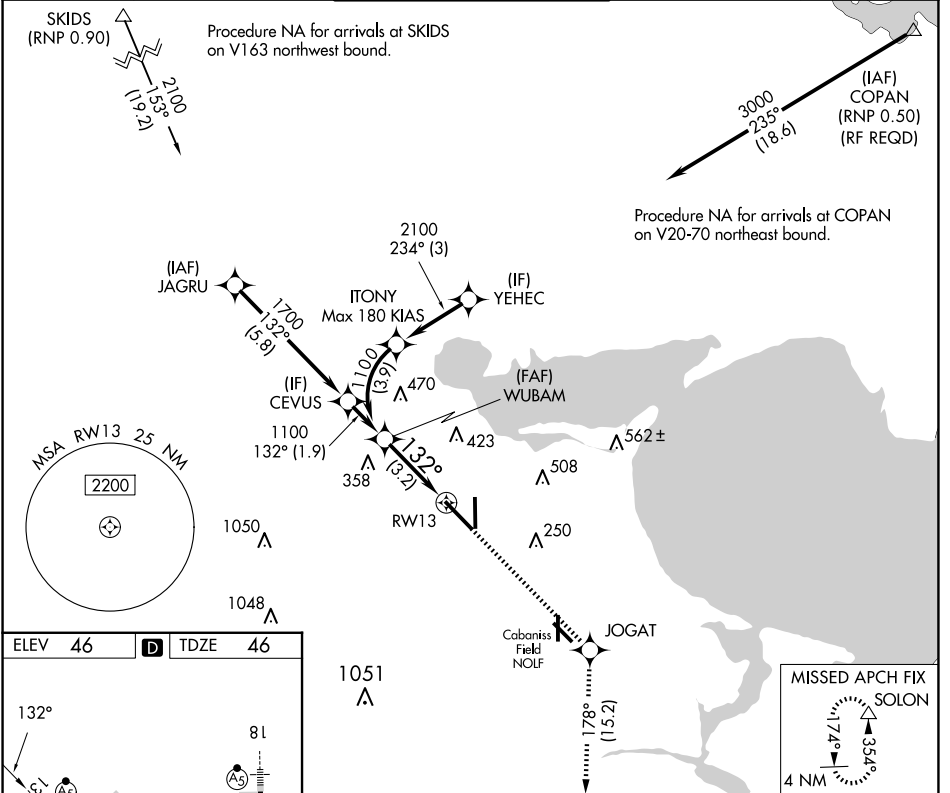 SKIDS
(RNP 0.90)
2100
153°
(19.2)
Procedure NA for arrivals at SKIDS
on V163 northwest bound.
3000
235°
(18.6)
(IAF)
COPAN
(RNP 0.50)
(RF REQD)
Procedure NA for arrivals at COPAN
on V20-70 northeast bound.
2100
234° (3)
(IAF)
JAGRU
1700
132°
(5.8)
ITONY
Max 180 KIAS
(IF)
YEHEC
1100
(3.9)
(IF)
CEVUS
470
(FAF)
WUBAM
1100
132° (1.9)
423
562 ±
132°
(3.2)
358
508
MSA RW13 25 NM
2200
RW13
1050
250
1048
Cabaniss
Field
NOLF
JOGAT
ELEV 46
D
TDZE 46
1051
178°
(15.2)
MISSED APCH FIX
SOLON
174°
354°
4 NM
132°
18
13
A5
A5